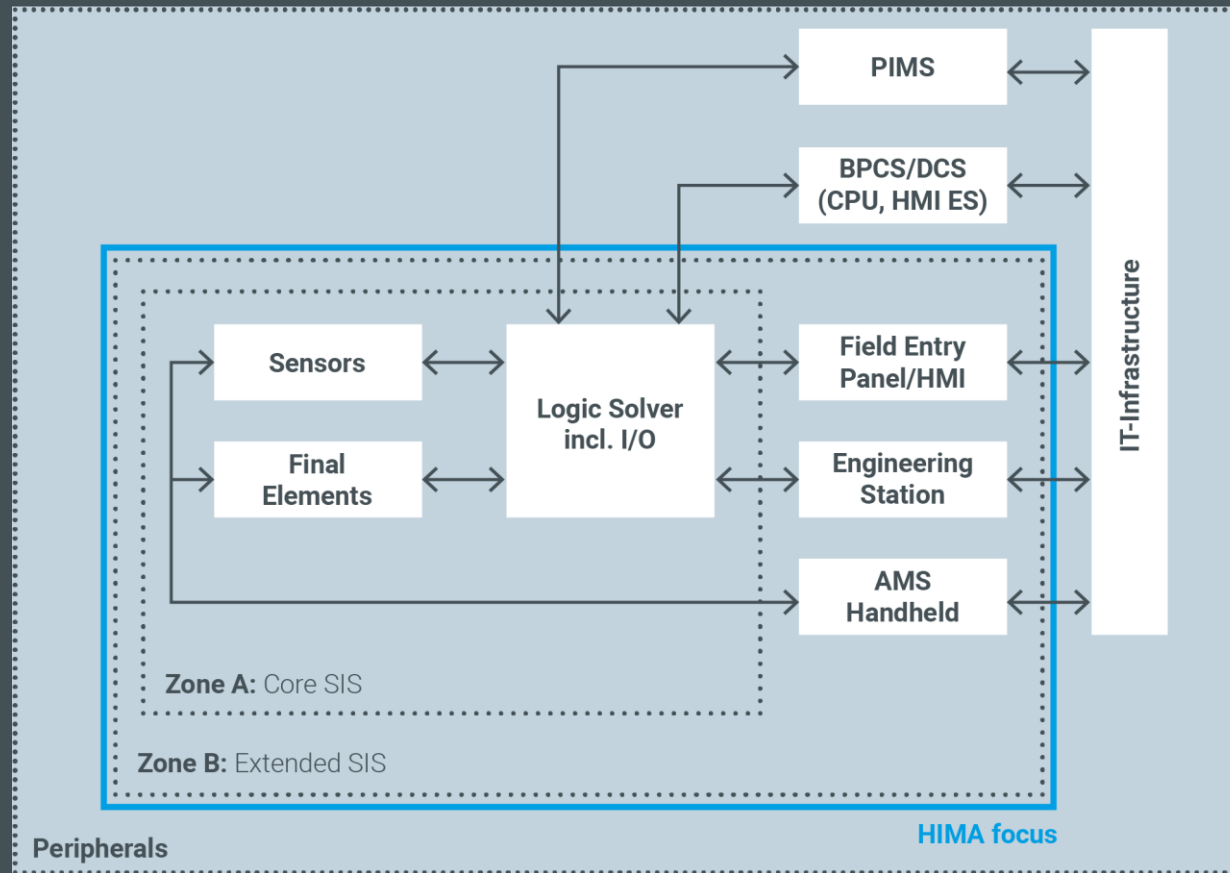 PIMS
BPCS/DCS
(CPU, HMI ES)
IT-Infrastructure
Sensors
Logic Solver
incl. I/O
Field Entry
Panel/HMI
Final
Elements
Engineering
Station
AMS
Handheld
Zone A: Core SIS
Zone B: Extended SIS
HIMA focus
Peripherals